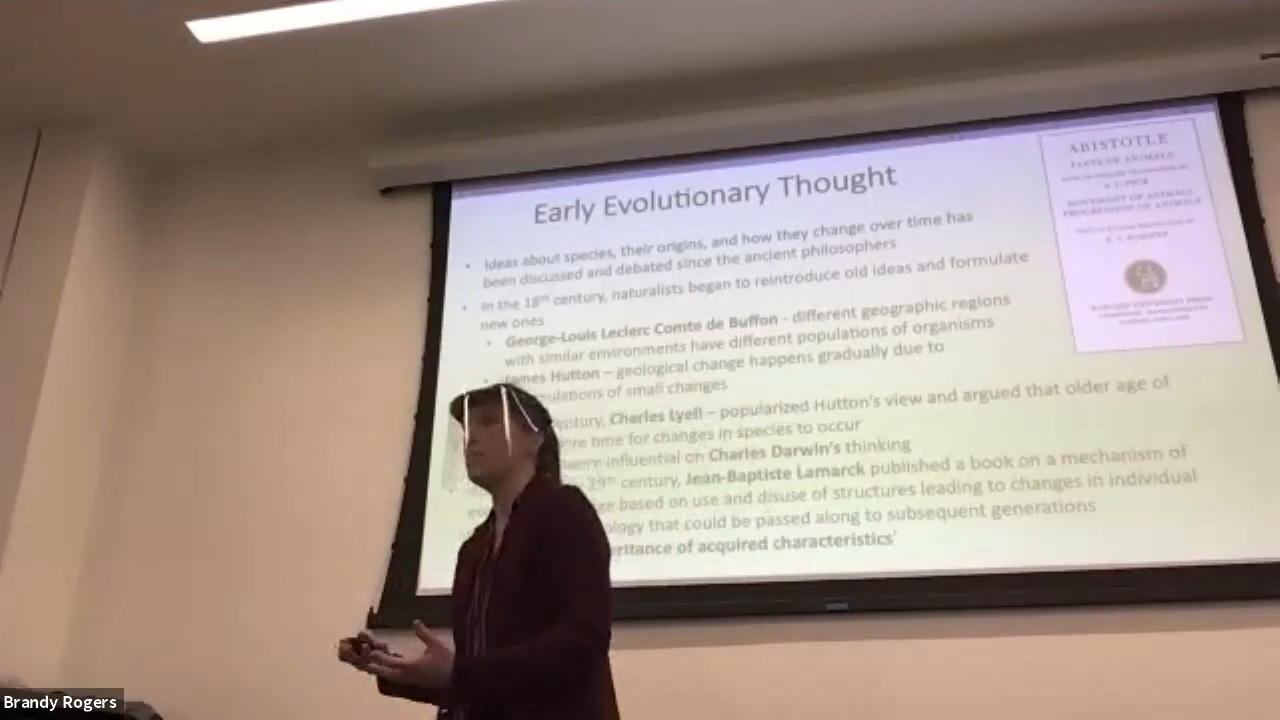 Early Evolutionary Thought
• Ideas about species, their origins, and how they change over time has
been discussed and debated since the ancient philosophers
• In the 18th century, naturalists began to reintroduce old ideas and formulate
new ones
• George-Louis Leclerc Comte de Buffon - different geographic regions
with similar environments have different populations of organisms
James Hutton – geological change happens gradually due to
of small changes
Charles Lyell – popularized Hutton's view and argued that older age of
time for changes in species to occur
were influential on Charles Darwin's thinking
19th century, Jean-Baptiste Lamarck published a book on a mechanism of
based on use and disuse of structures leading to changes in individual
that could be passed along to subsequent generations
of acquired characteristics'
ARISTOTLE
PARTS OF ANIMALS
MOVEMENT OF ANIMALS
PROGRESSION OF ANIMALS
HARVARD UNIVERSITY PRESS
Brandy Rogers